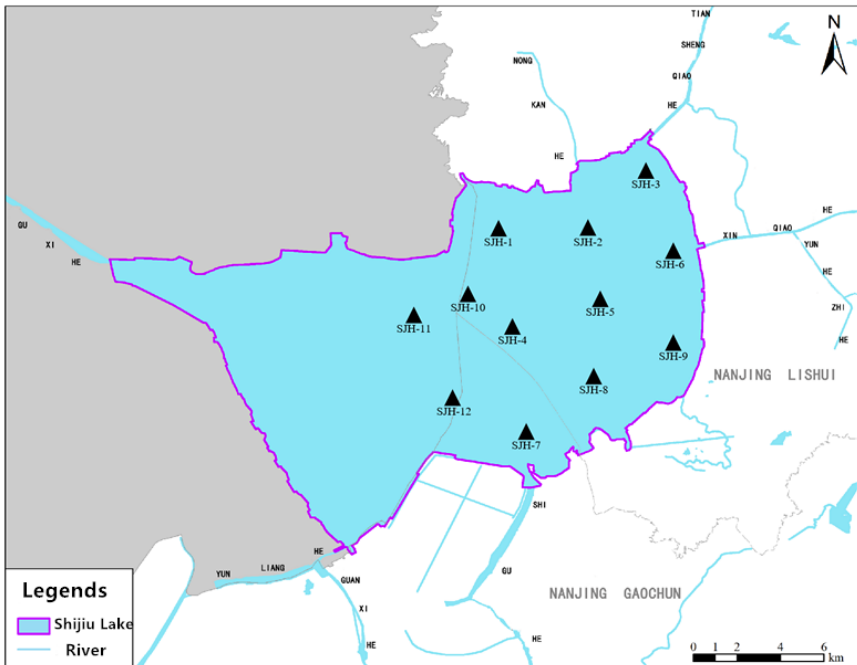 TIAN
SHENG
QIAO
HE
N
NONG
KAN
HE
SJH-3
SJH-1
SJH-2
GU
XI
HE
XIN
QIAO
HE
YUN
HE
ZHI
HE
SJH-6
SJH-10
SJH-5
SJH-11
SJH-4
SJH-9
NANJING LISHUI
SJH-8
SJH-12
SJH-7
SHI
GU
HE
YUN
LIANG
HE
GUAN
XI
HE
NANJING GAOCHUN
Legends
Shijiu Lake
River
0 1 2 4 6
km